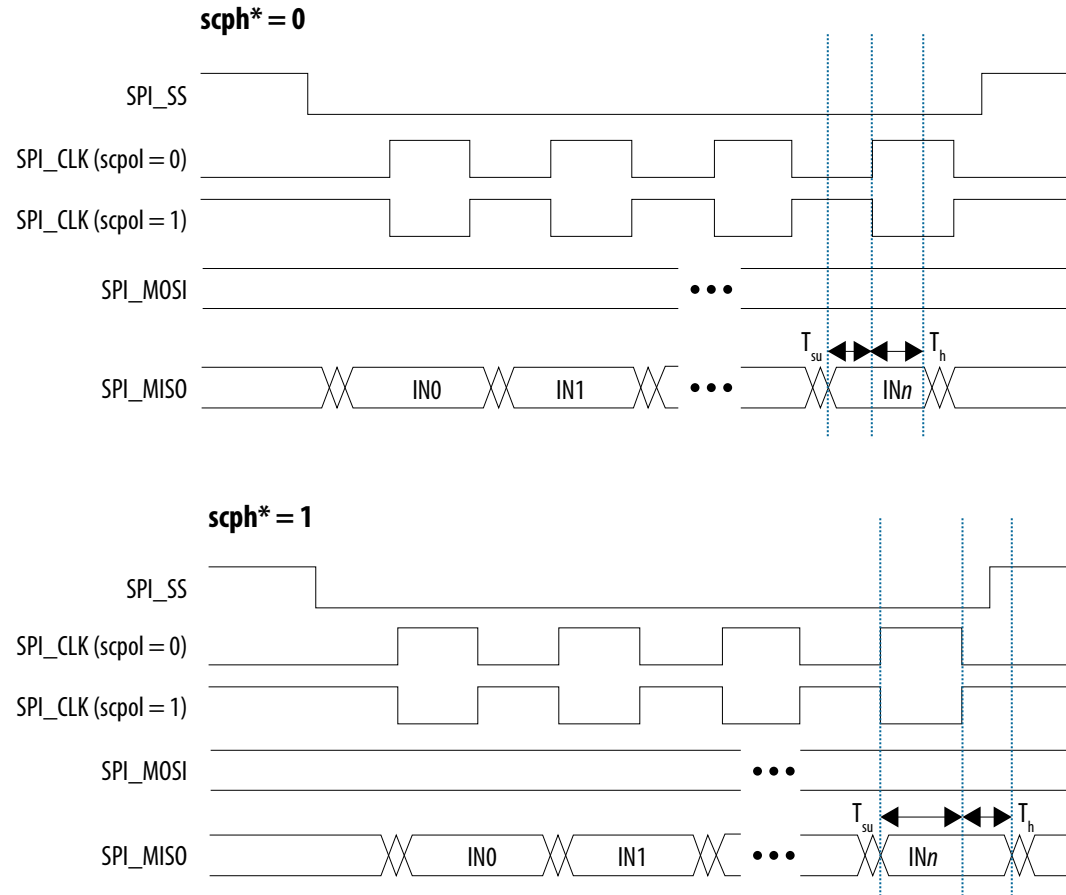 scph* = 0
SPI_SS
SPI_CLK (scpol = 0)
SPI_CLK (scpol = 1)
SPI_MOSI
•••
Tsu Th
SPI_MISO IN0 IN1 ••• INn
scph* = 1
SPI_SS
SPI_CLK (scpol = 0)
SPI_CLK (scpol = 1)
SPI_MOSI
•••
Tsu Th
SPI_MISO IN0 IN1 ••• INn